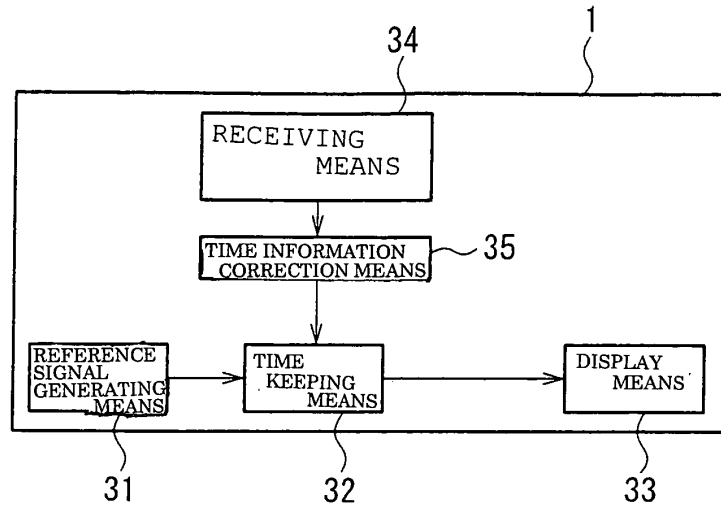 1
34
RECEIVING
MEANS
TIME INFORMATION
CORRECTION MEANS
35
REFERENCE
SIGNAL
GENERATING
MEANS
TIME
KEEPING
MEANS
DISPLAY
MEANS
31
32
33